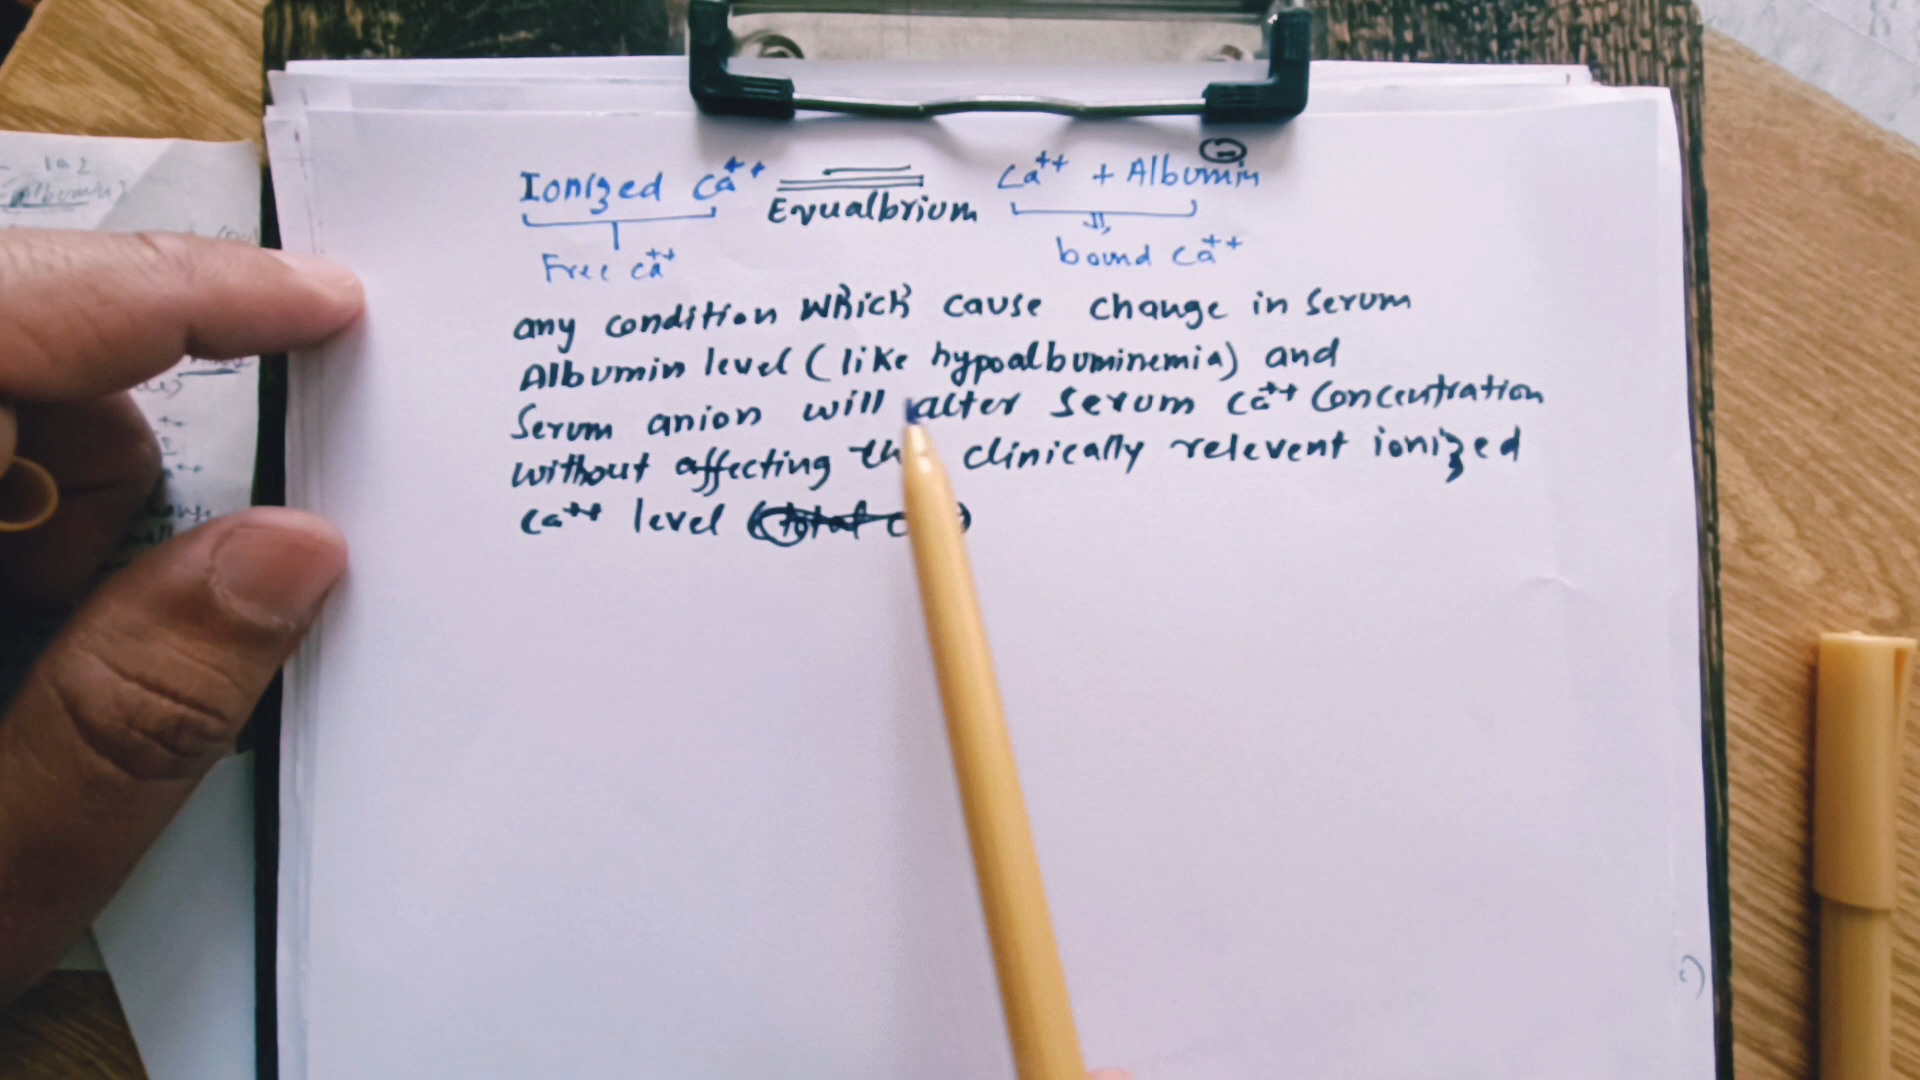 Ionized Ca++ Ca++ + Albumin
Equalbrium
Free ca++ bound ca++
any condition which cause change in serum
Albumin level (like hypoalbuminemia) and
Serum anion will alter serum ca++ concentration
without affecting the clinically relevent ionized
Ca++ level